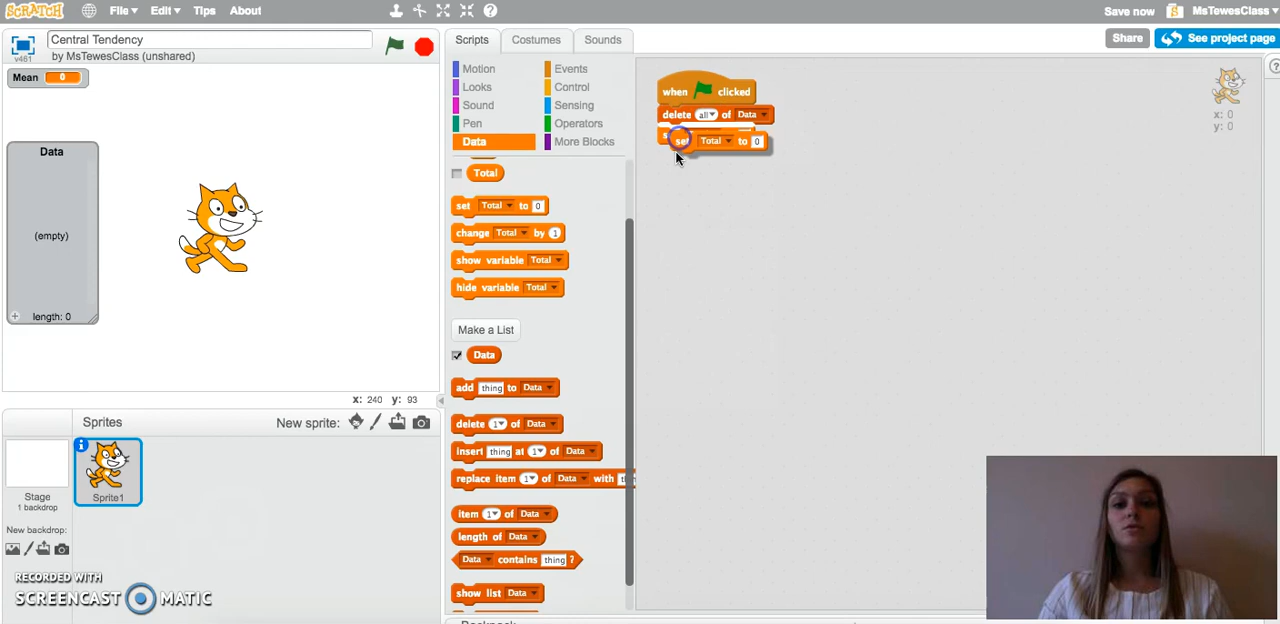 SCRATCH File Edit Tips About Save now MsTewesClass
Central Tendency
v461 by MsTewesClass (unshared)
Share See project page
Scripts Costumes Sounds
Mean 0
Motion Events
Looks Control
Sound Sensing
Pen Operators
Data More Blocks
Data
(empty)
length: 0
x: 240 y: 93
Total
set Total to 0
change Total by 1
show variable Total
hide variable Total
Make a List
Data
add thing to Data
delete 1 of Data
insert thing at 1 of Data
replace item 1 of Data with
item 1 of Data
length of Data
Data contains thing ?
show list Data
when clicked
delete all of Data
set Total to 0
x: 0
y: 0
Sprites New sprite:
Stage
1 backdrop
New backdrop:
Sprite1
RECORDED WITH
SCREENCAST MATIC